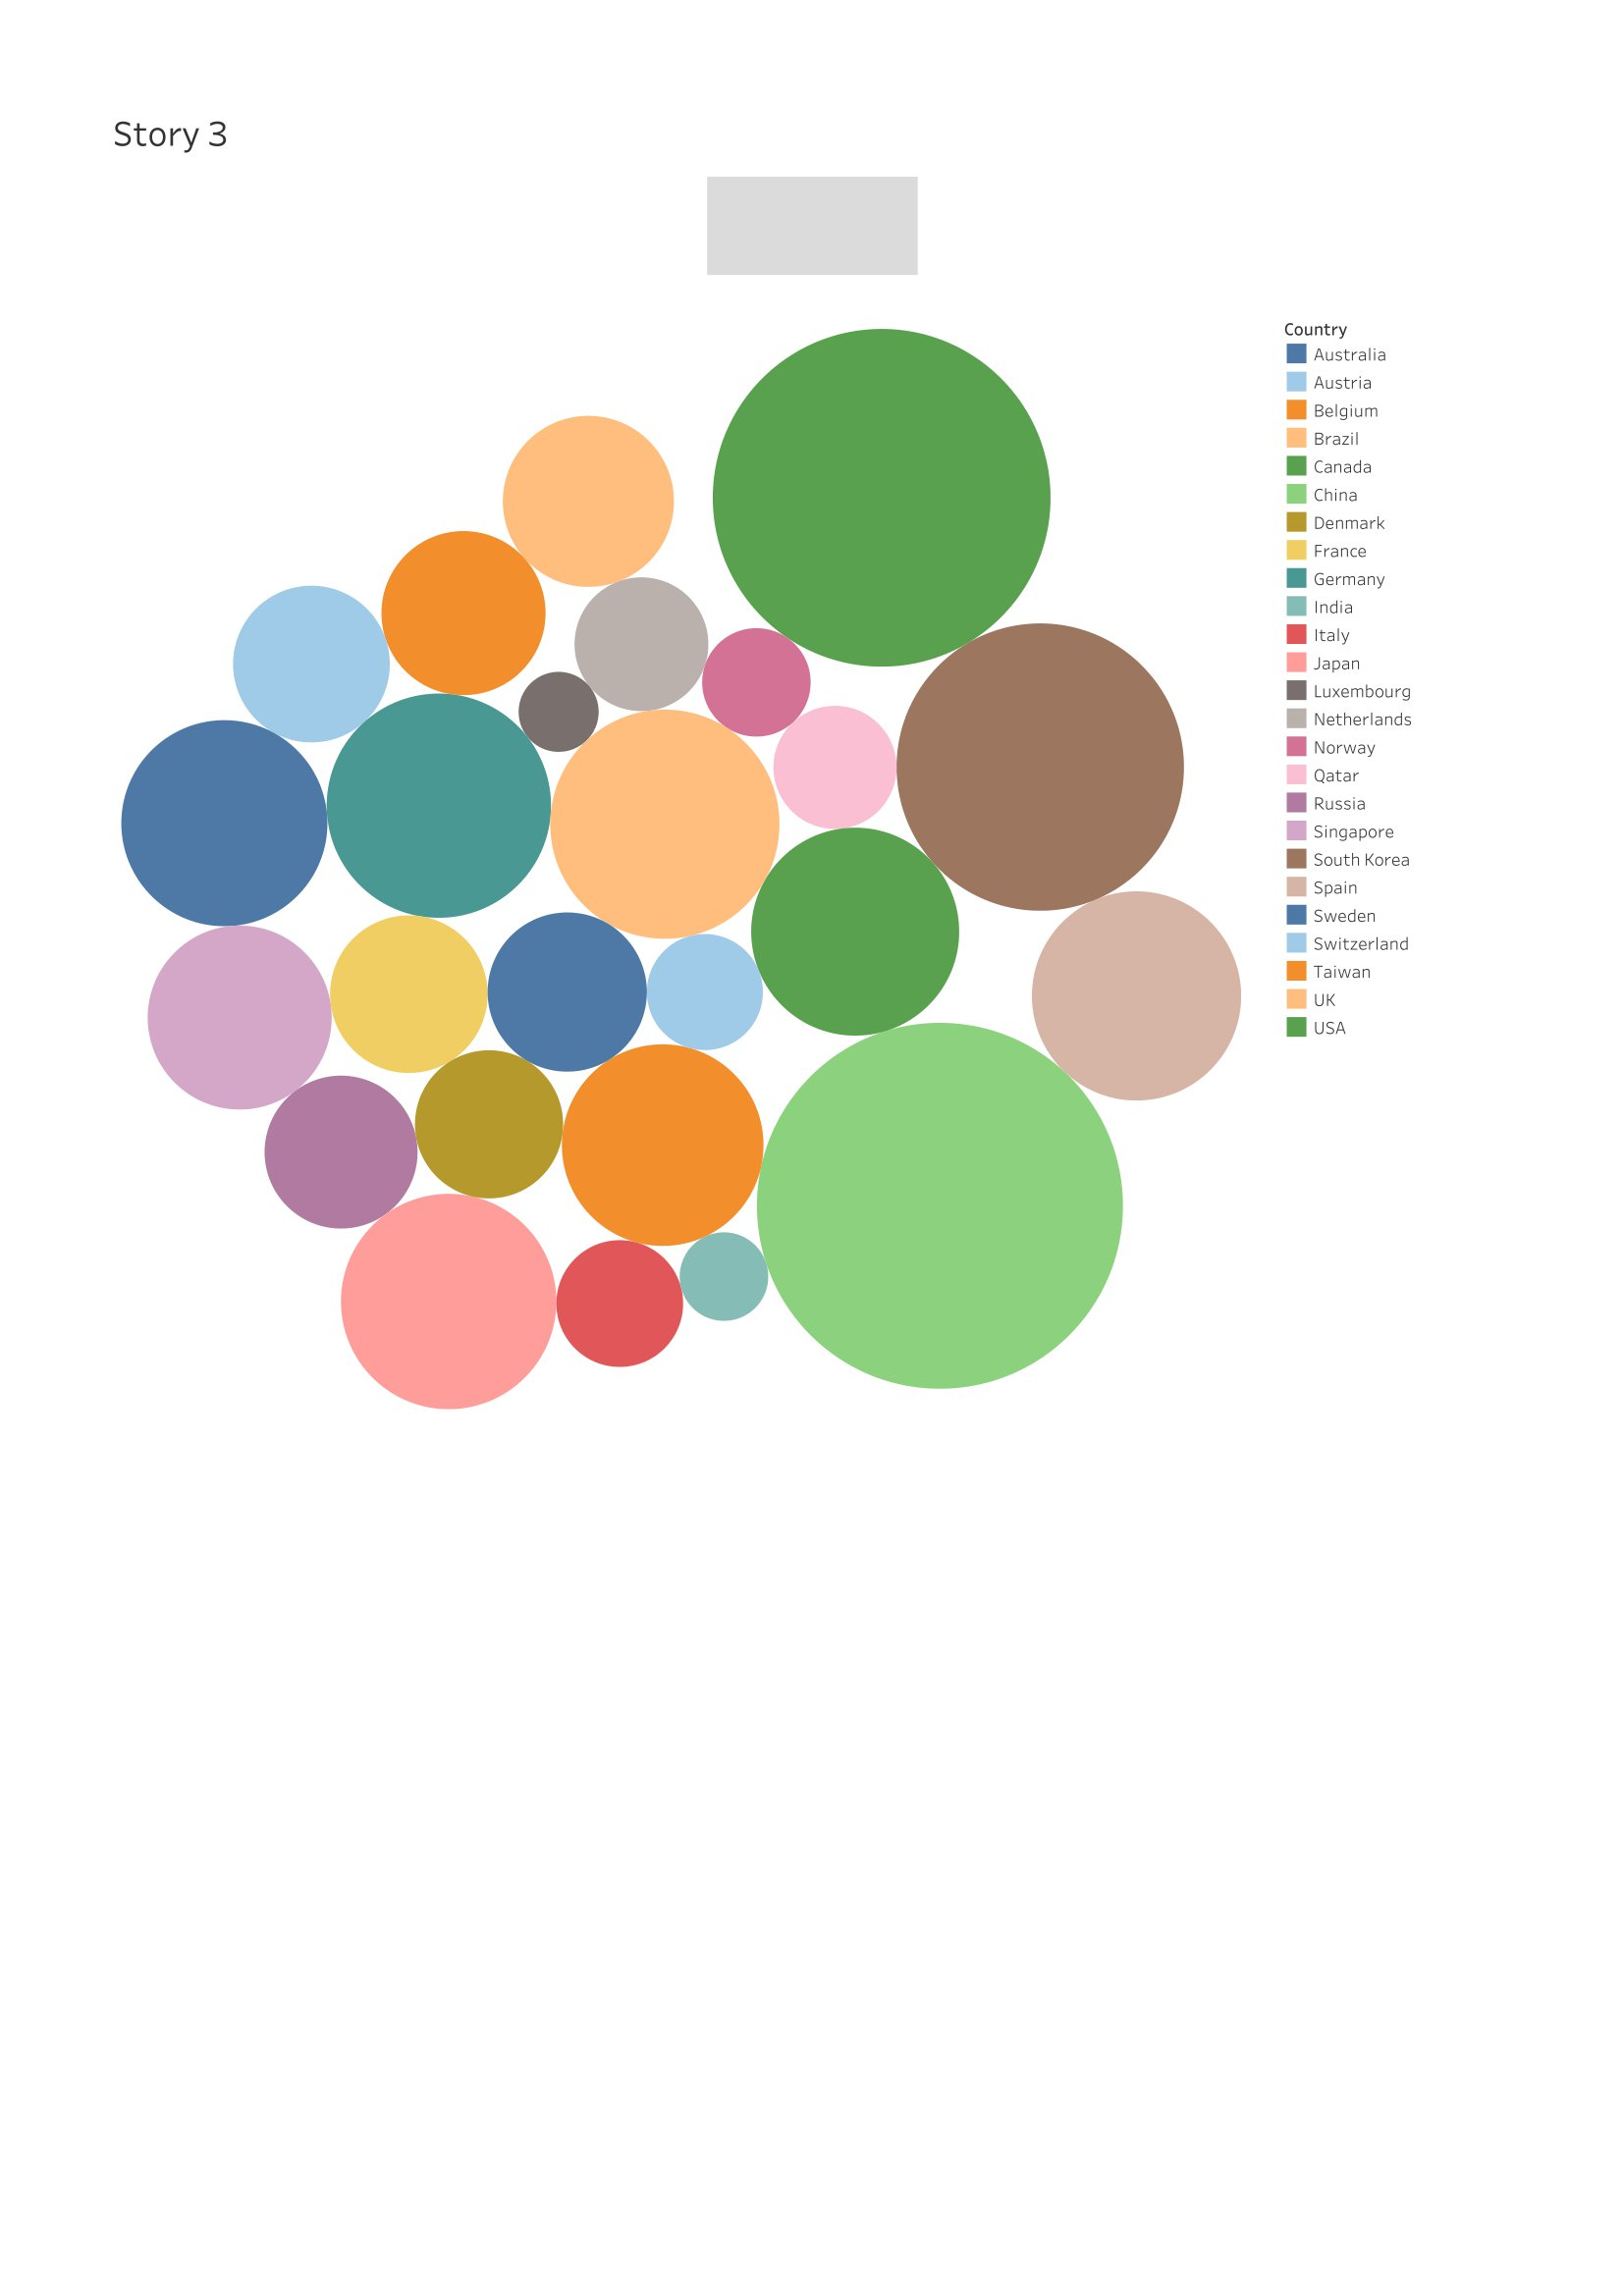 Story 3
Country
Australia
Austria
Belgium
Brazil
Canada
China
Denmark
France
Germany
India
Italy
Japan
Luxembourg
Netherlands
Norway
Qatar
Russia
Singapore
South Korea
Spain
Sweden
Switzerland
Taiwan
UK
USA